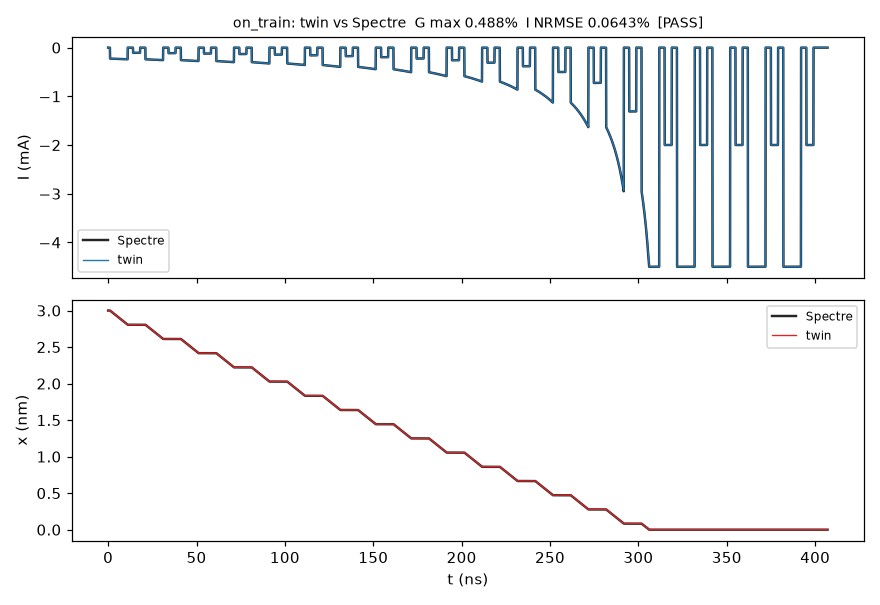 on_train: twin vs Spectre  G max 0.488%  I NRMSE 0.0643%  [PASS]
0
−1
−2
−3
−4
I (mA)
Spectre
twin
3.0
2.5
2.0
1.5
1.0
0.5
0.0
x (nm)
Spectre
twin
0 50 100 150 200 250 300 350 400
t (ns)